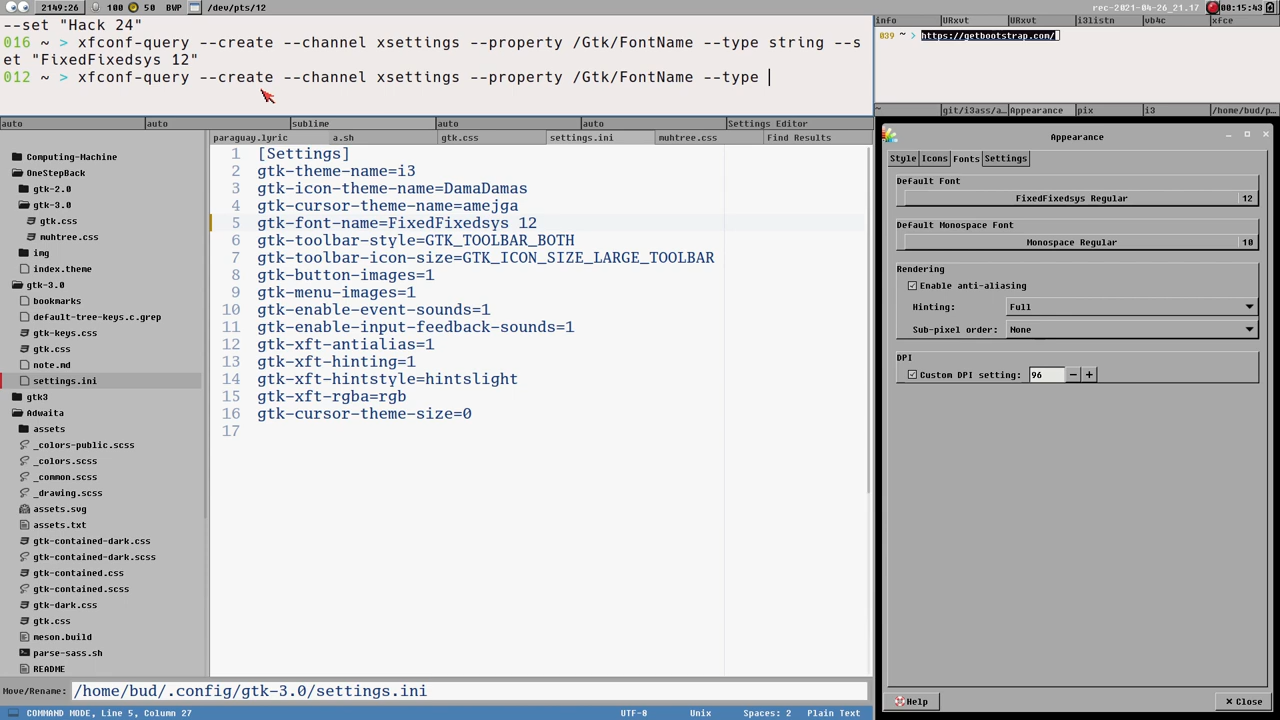 2149:26 100 50 BWP /dev/pts/12
rec-2021-04-26_21.17 00:15:43
--set "Hack 24"
016 ~ > xfconf-query --create --channel xsettings --property /Gtk/FontName --type string --s
et "FixedFixedsys 12"
012 ~ > xfconf-query --create --channel xsettings --property /Gtk/FontName --type
info URxvt URxvt i3listn vb4c xfce
039 ~ > https://getbootstrap.com/
~ git/i3ass/a... Appearance pix i3 /home/bud/p...
auto auto sublime auto auto Settings Editor
paraguay.lyric a.sh gtk.css settings.ini muhtree.css Find Results
Computing-Machine
OneStepBack
gtk-2.0
gtk-3.0
gtk.css
muhtree.css
img
index.theme
gtk-3.0
bookmarks
default-tree-keys.c.grep
gtk-keys.css
gtk.css
note.md
settings.ini
gtk3
Adwaita
assets
_colors-public.scss
_colors.scss
_common.scss
_drawing.scss
assets.svg
assets.txt
gtk-contained-dark.css
gtk-contained-dark.scss
gtk-contained.css
gtk-contained.scss
gtk-dark.css
gtk.css
meson.build
parse-sass.sh
README
1 [Settings]
2 gtk-theme-name=i3
3 gtk-icon-theme-name=DamaDamas
4 gtk-cursor-theme-name=amejga
5 gtk-font-name=FixedFixedsys 12
6 gtk-toolbar-style=GTK_TOOLBAR_BOTH
7 gtk-toolbar-icon-size=GTK_ICON_SIZE_LARGE_TOOLBAR
8 gtk-button-images=1
9 gtk-menu-images=1
10 gtk-enable-event-sounds=1
11 gtk-enable-input-feedback-sounds=1
12 gtk-xft-antialias=1
13 gtk-xft-hinting=1
14 gtk-xft-hintstyle=hintslight
15 gtk-xft-rgba=rgb
16 gtk-cursor-theme-size=0
17
Appearance
Style Icons Fonts Settings
Default Font
FixedFixedsys Regular 12
Default Monospace Font
Monospace Regular 10
Rendering
Enable anti-aliasing
Hinting: Full
Sub-pixel order: None
DPI
Custom DPI setting: 96
Help Close
Move/Rename: /home/bud/.config/gtk-3.0/settings.ini
COMMAND MODE, Line 5, Column 27 UTF-8 Unix Spaces: 2 Plain Text